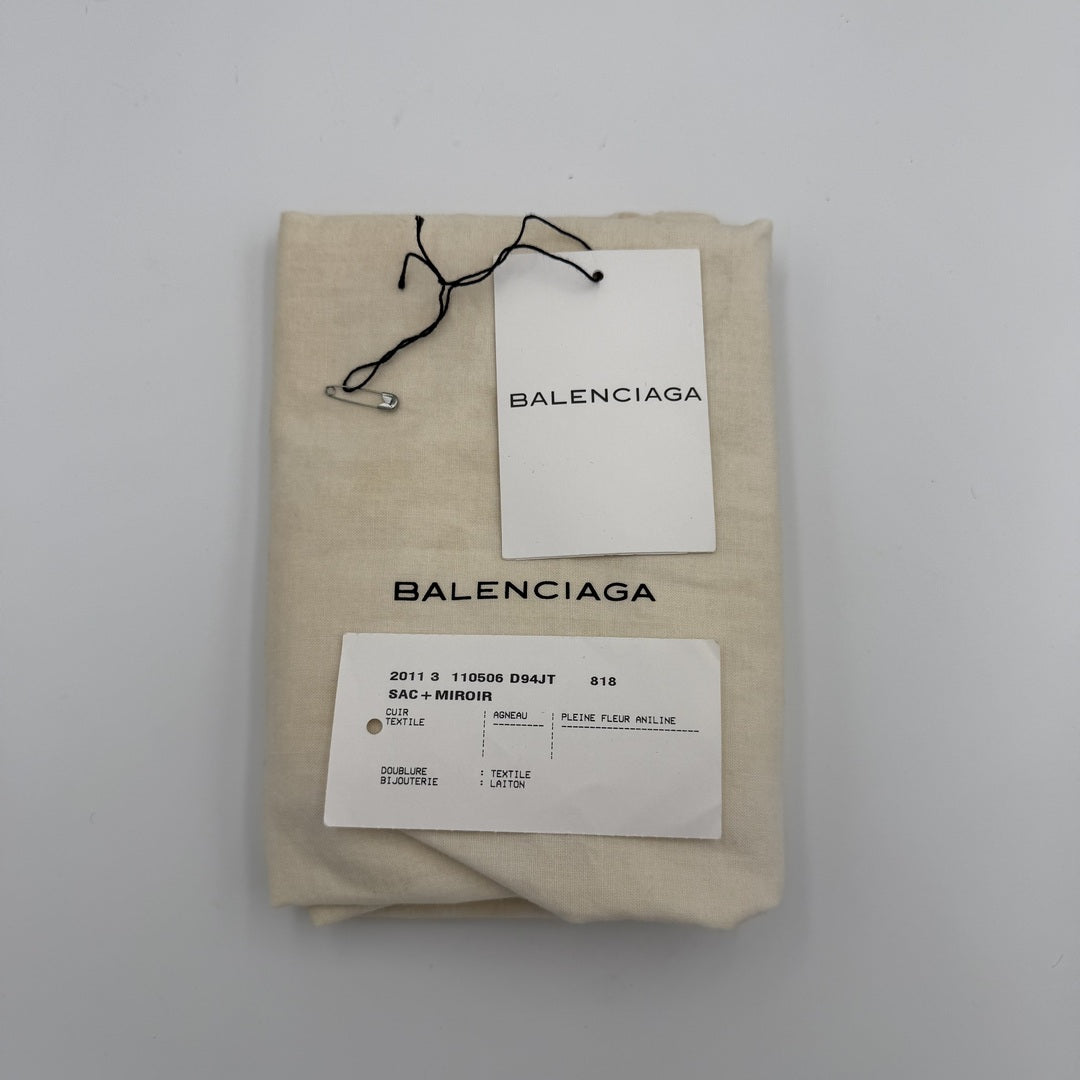 BALENCIAGA
BALENCIAGA
2011 3 110506 D94JT 818
SAC+MIROIR
CUIR AGNEAU PLEINE FLEUR ANILINE
TEXTILE
DOUBLURE : TEXTILE
BIJOUTERIE : LAITON